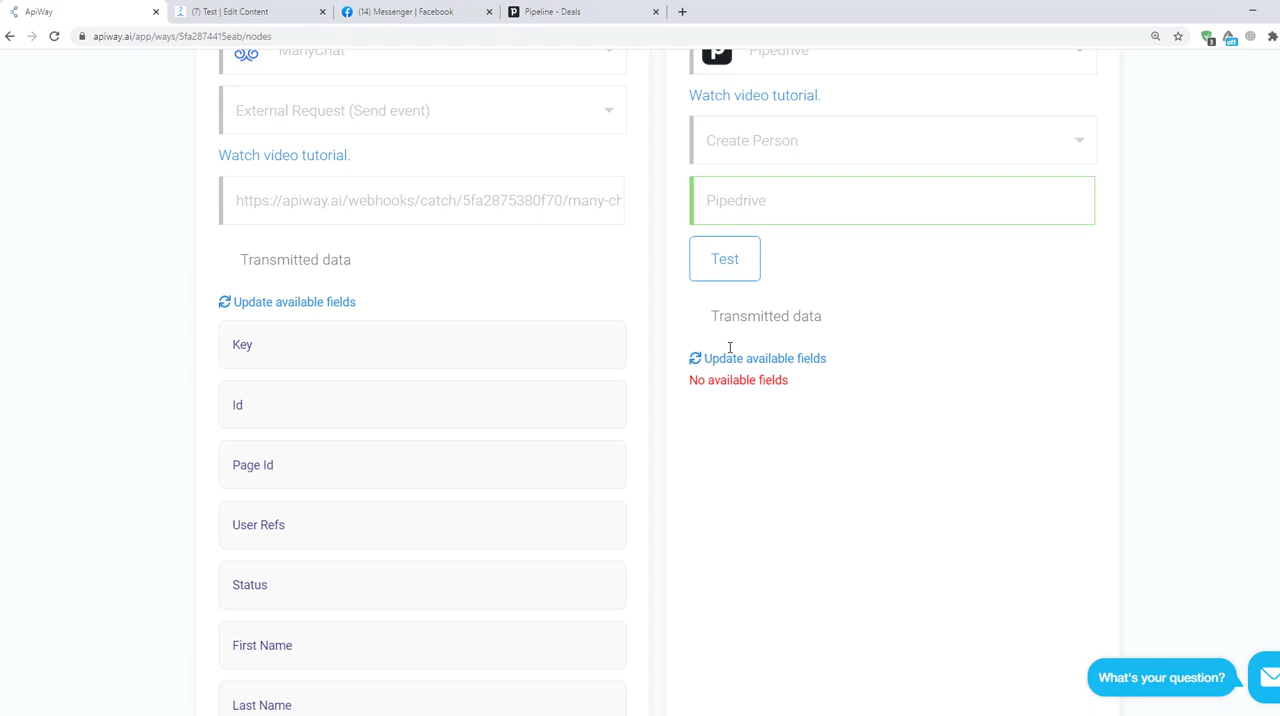 ApiWay
(7) Test | Edit Content
(14) Messenger | Facebook
Pipeline - Deals
apiway.ai/app/ways/5fa2874415eab/nodes
3
off
ManyChat
External Request (Send event)
Watch video tutorial.
https://apiway.ai/webhooks/catch/5fa2875380f70/many-ch
Transmitted data
Update available fields
Key
Id
Page Id
User Refs
Status
First Name
Last Name
Pipedrive
Watch video tutorial.
Create Person
Pipedrive
Test
Transmitted data
Update available fields
No available fields
What's your question?